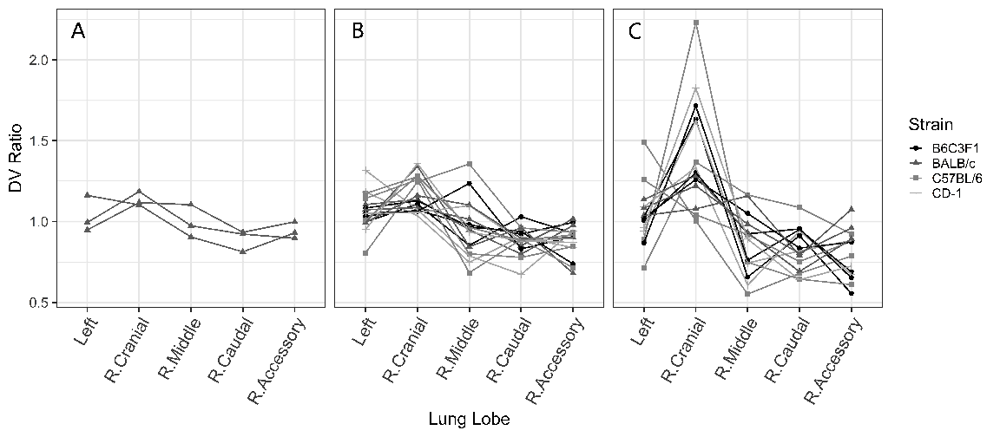 A
B
C
DV Ratio
2.0
1.5
1.0
0.5
Left
R.Cranial
R.Middle
R.Caudal
R.Accessory
Left
R.Cranial
R.Middle
R.Caudal
R.Accessory
Left
R.Cranial
R.Middle
R.Caudal
R.Accessory
Lung Lobe
Strain
B6C3F1
BALB/c
C57BL/6
CD-1